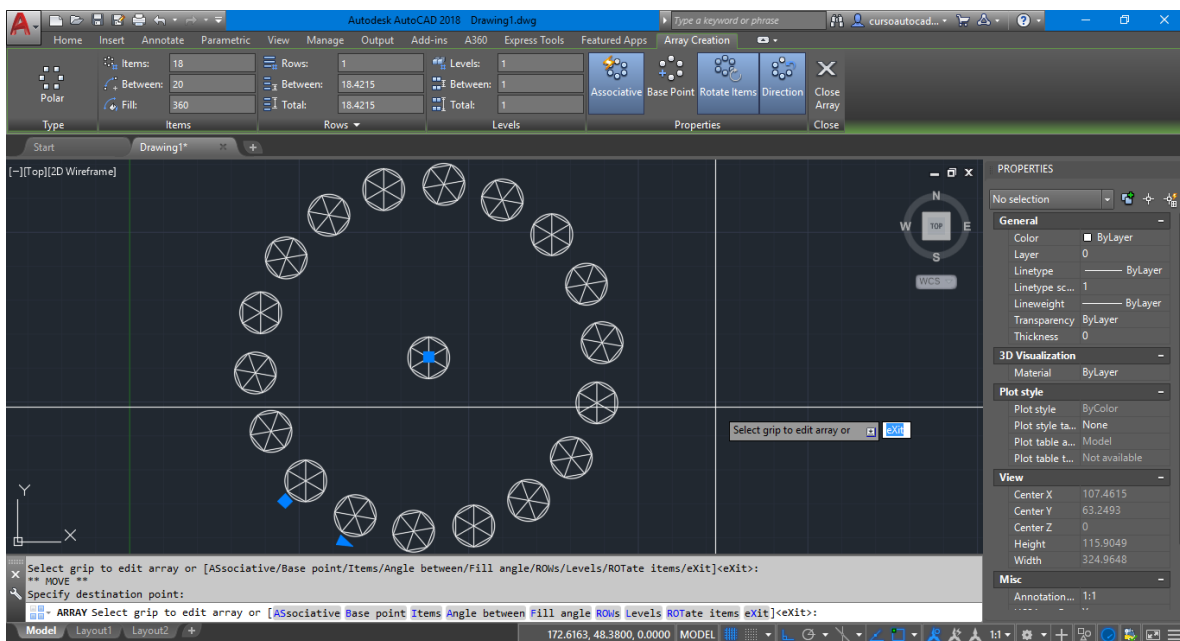 Autodesk AutoCAD 2018 Drawing1.dwg
Type a keyword or phrase
cursoautocad...
Home Insert Annotate Parametric View Manage Output Add-ins A360 Express Tools Featured Apps Array Creation
Items: 18 Rows: 1 Levels: 1
Between: 20 Between: 18.4215 Between: 1
Fill: 360 Total: 18.4215 Total: 1
Polar
Associative Base Point Rotate Items Direction Close
Array
Type Items Rows Levels Properties Close
Start Drawing1*
[−][Top][2D Wireframe]
N
W TOP E
S
WCS
Select grip to edit array or eXit
Y
X
PROPERTIES
No selection
General
Color ByLayer
Layer 0
Linetype ByLayer
Linetype sc... 1
Lineweight ByLayer
Transparency ByLayer
Thickness 0
3D Visualization
Material ByLayer
Plot style
Plot style ByColor
Plot style ta... None
Plot table a... Model
Plot table t... Not available
View
Center X 107.4615
Center Y 63.2493
Center Z 0
Height 115.9049
Width 324.9648
Misc
Annotation... 1:1
Select grip to edit array or [ASsociative/Base point/Items/Angle between/Fill angle/ROWs/Levels/ROTate items/eXit]<eXit>:
** MOVE **
Specify destination point:
ARRAY Select grip to edit array or [ASsociative Base point Items Angle between Fill angle ROWs Levels ROTate items eXit]<eXit>:
Model Layout1 Layout2 +
172.6163, 48.3800, 0.0000 MODEL 1:1